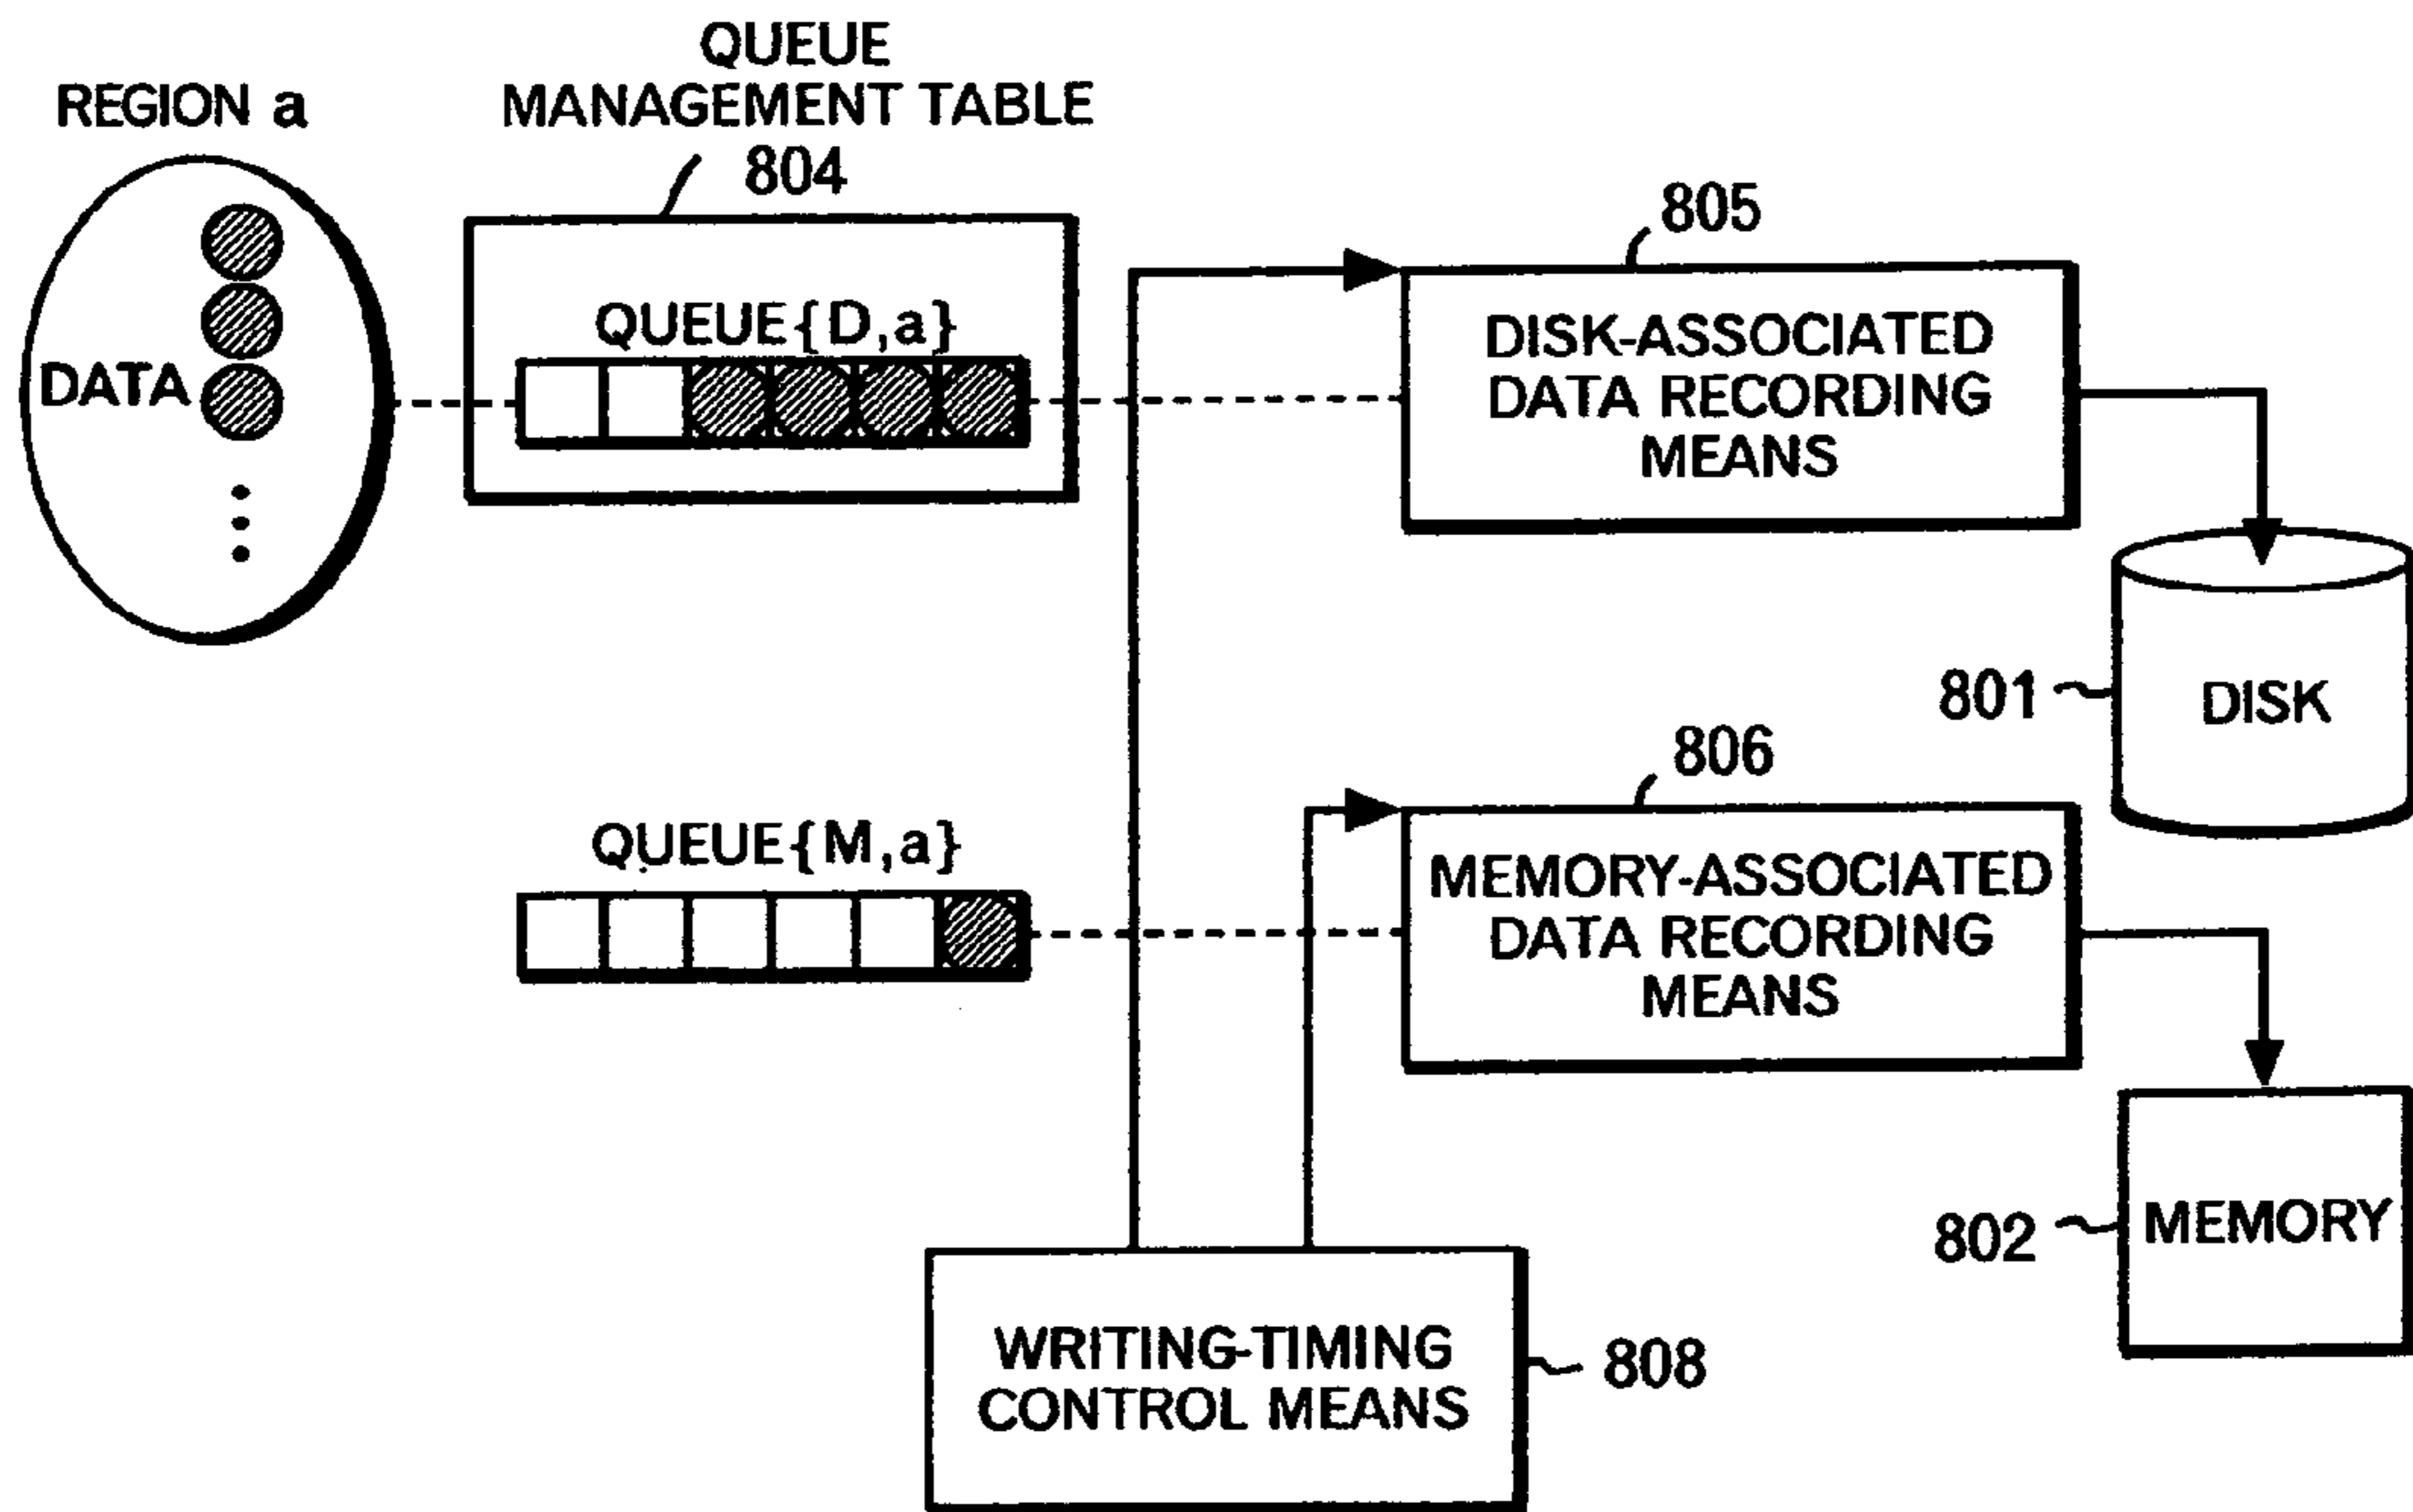 QUEUE
MANAGEMENT TABLE
REGION a
804
805
QUEUE{D,a}
DISK-ASSOCIATED
DATA RECORDING
MEANS
DATA
801
DISK
806
QUEUE{M,a}
MEMORY-ASSOCIATED
DATA RECORDING
MEANS
802
MEMORY
WRITING-TIMING
CONTROL MEANS
808